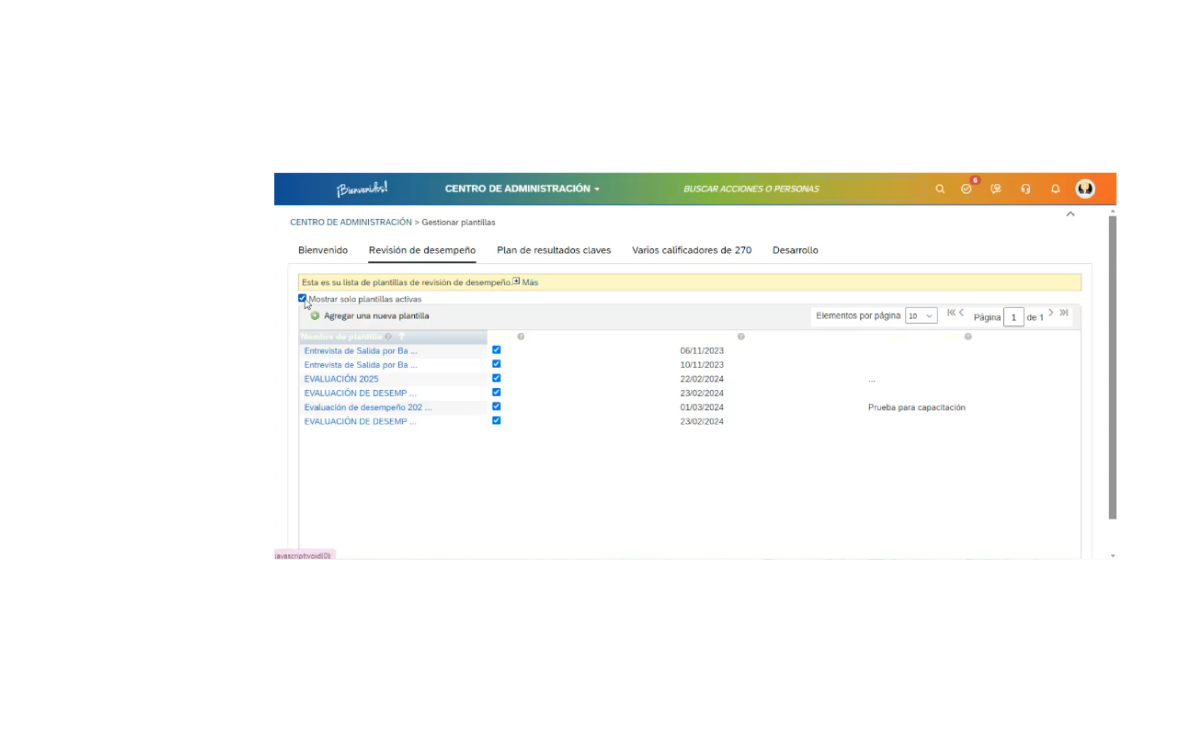 ¡Bienvenidos!
CENTRO DE ADMINISTRACIÓN
BUSCAR ACCIONES O PERSONAS
6
CENTRO DE ADMINISTRACIÓN > Gestionar plantillas
Bienvenido Revisión de desempeño Plan de resultados claves Varios calificadores de 270 Desarrollo
Esta es su lista de plantillas de revisión de desempeño. Más
Mostrar solo plantillas activas
Agregar una nueva plantilla Elementos por página 10 Página 1 de 1
Nombre de plantilla
Entrevista de Salida por Ba ... 06/11/2023
Entrevista de Salida por Ba ... 10/11/2023
EVALUACIÓN 2025 22/02/2024 ...
EVALUACIÓN DE DESEMP ... 23/02/2024
Evaluación de desempeño 202 ... 01/03/2024 Prueba para capacitación
EVALUACIÓN DE DESEMP ... 23/02/2024
avascript:void(0)